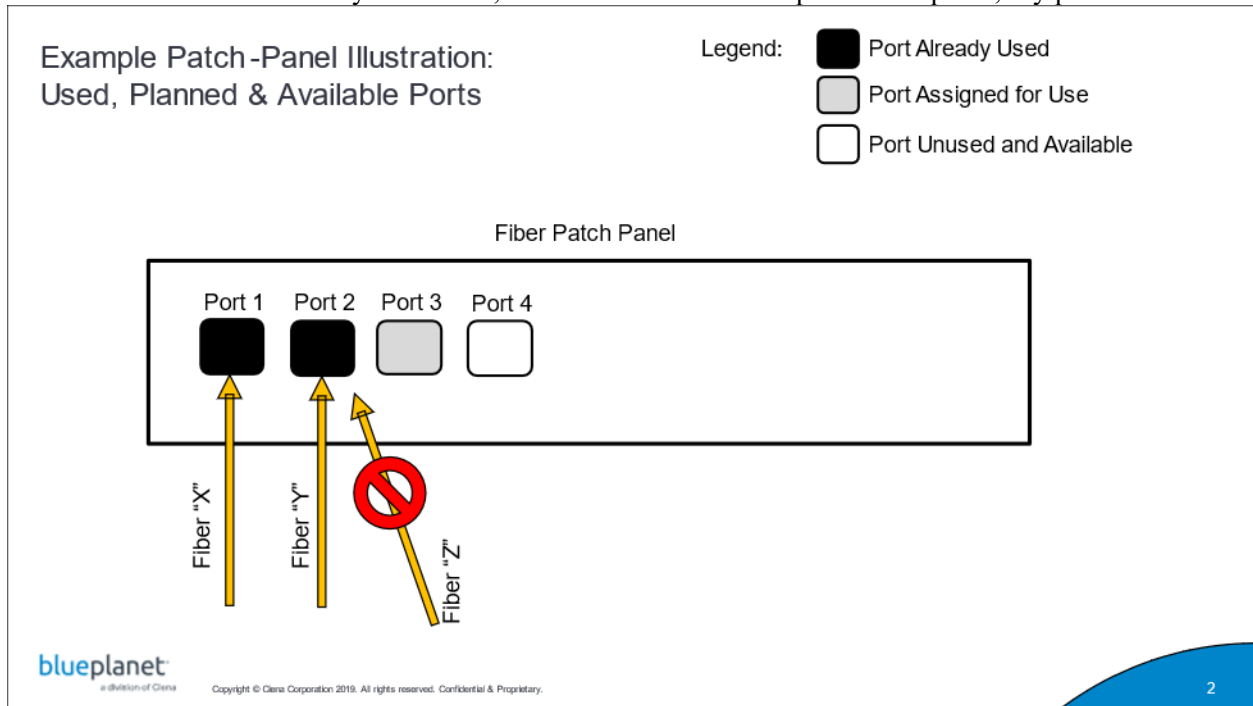 Example Patch-Panel Illustration:
Used, Planned & Available Ports
Legend:
Port Already Used
Port Assigned for Use
Port Unused and Available
Fiber Patch Panel
Port 1 Port 2 Port 3 Port 4
Fiber “X”
Fiber “Y”
Fiber “Z”
blueplanet
a division of Ciena
Copyright © Ciena Corporation 2019. All rights reserved. Confidential & Proprietary.
2